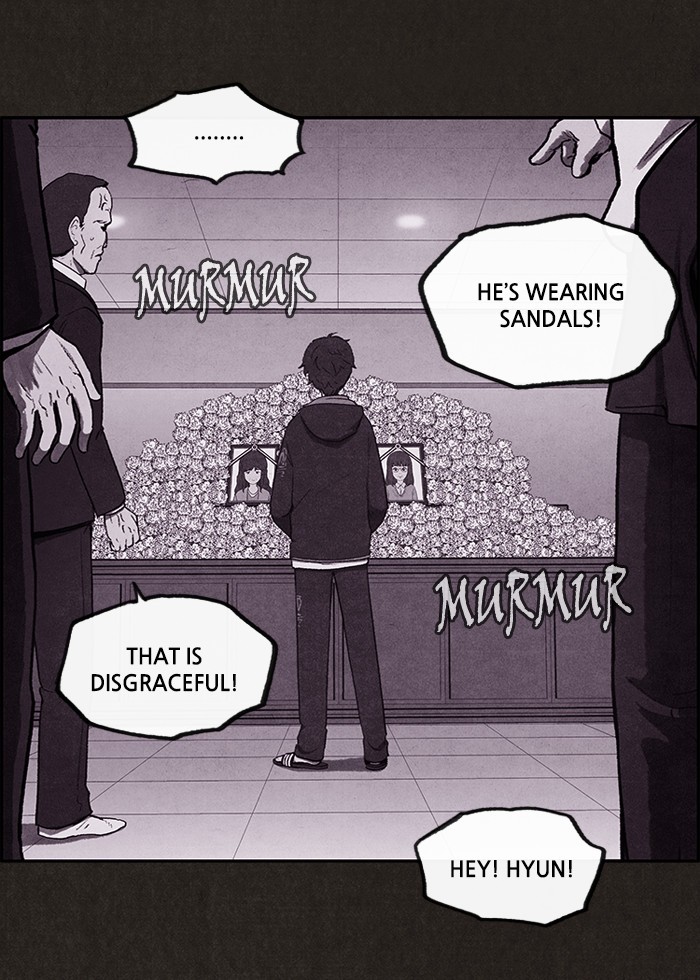 ........
MURMUR
HE'S WEARING
SANDALS!
MURMUR
THAT IS
DISGRACEFUL!
HEY! HYUN!